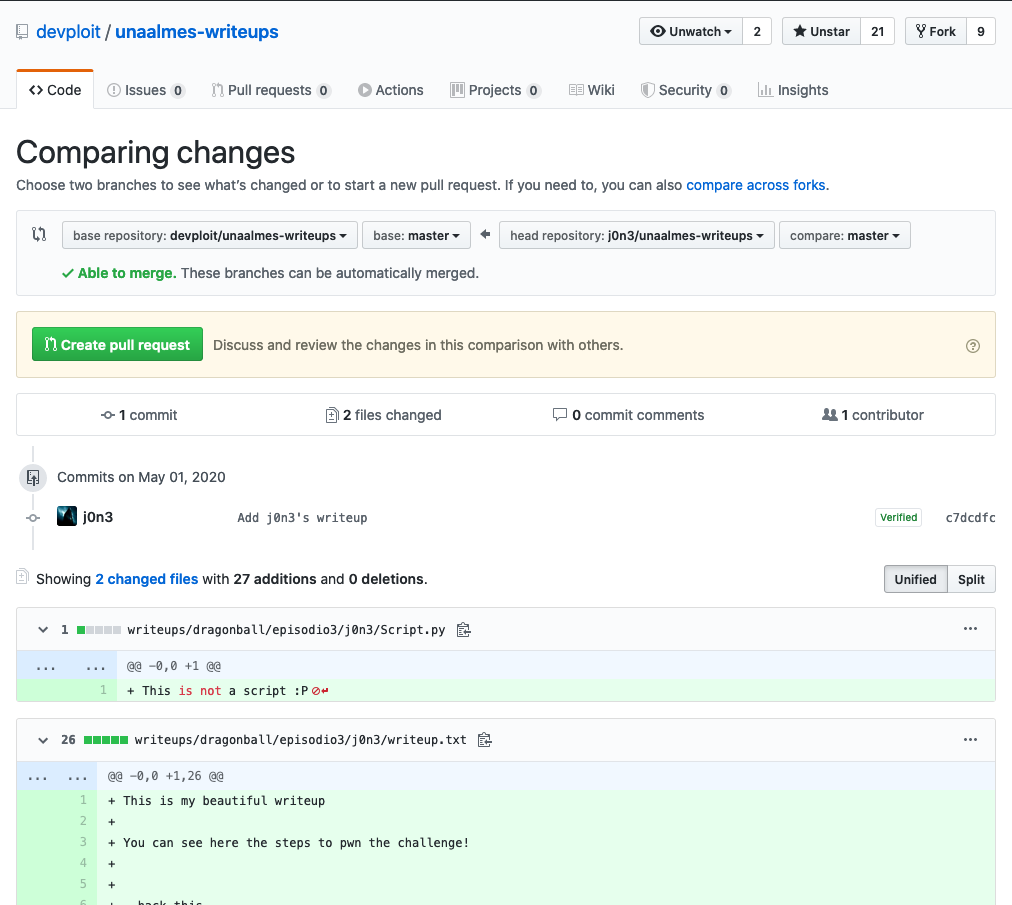 devploit / unaalmes-writeups
Unwatch 2 Unstar 21 Fork 9
Code Issues 0 Pull requests 0 Actions Projects 0 Wiki Security 0 Insights
Comparing changes
Choose two branches to see what's changed or to start a new pull request. If you need to, you can also compare across forks.
base repository: devploit/unaalmes-writeups base: master head repository: j0n3/unaalmes-writeups compare: master
Able to merge. These branches can be automatically merged.
Create pull request Discuss and review the changes in this comparison with others.
1 commit 2 files changed 0 commit comments 1 contributor
Commits on May 01, 2020
j0n3 Add j0n3's writeup Verified c7dcdfc
Showing 2 changed files with 27 additions and 0 deletions. Unified Split
1 writeups/dragonball/episodio3/j0n3/Script.py ...
... ... @@ -0,0 +1 @@
1 + This is not a script :P
26 writeups/dragonball/episodio3/j0n3/writeup.txt ...
... ... @@ -0,0 +1,26 @@
1 + This is my beautiful writeup
2 +
3 + You can see here the steps to pwn the challenge!
4 +
5 +
6 + hack this